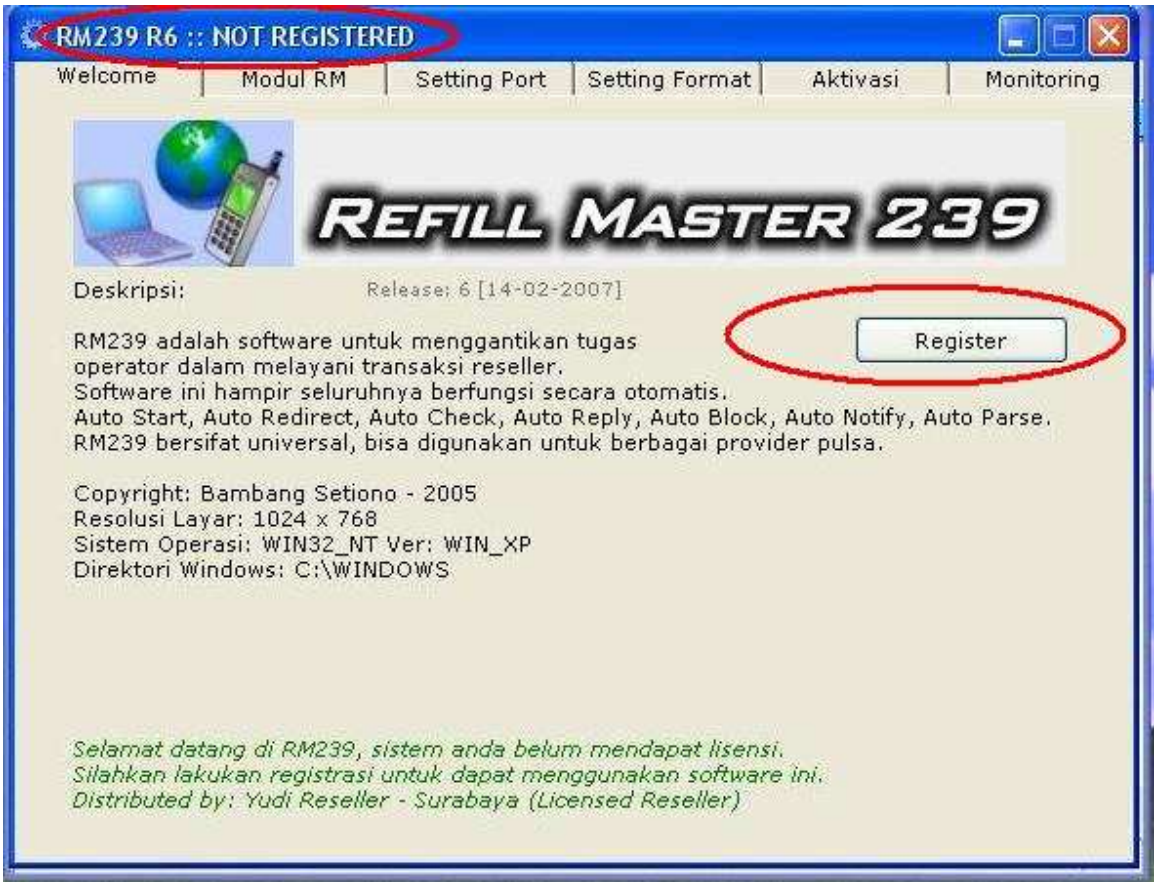 RM239 R6 :: NOT REGISTERED
Welcome Modul RM Setting Port Setting Format Aktivasi Monitoring
REFILL MASTER 239
Deskripsi: Release: 6 [14-02-2007]
Register
RM239 adalah software untuk menggantikan tugas
operator dalam melayani transaksi reseller.
Software ini hampir seluruhnya berfungsi secara otomatis.
Auto Start, Auto Redirect, Auto Check, Auto Reply, Auto Block, Auto Notify, Auto Parse.
RM239 bersifat universal, bisa digunakan untuk berbagai provider pulsa.
Copyright: Bambang Setiono - 2005
Resolusi Layar: 1024 x 768
Sistem Operasi: WIN32_NT Ver: WIN_XP
Direktori Windows: C:\WINDOWS
Selamat datang di RM239, sistem anda belum mendapat lisensi.
Silahkan lakukan registrasi untuk dapat menggunakan software ini.
Distributed by: Yudi Reseller - Surabaya (Licensed Reseller)